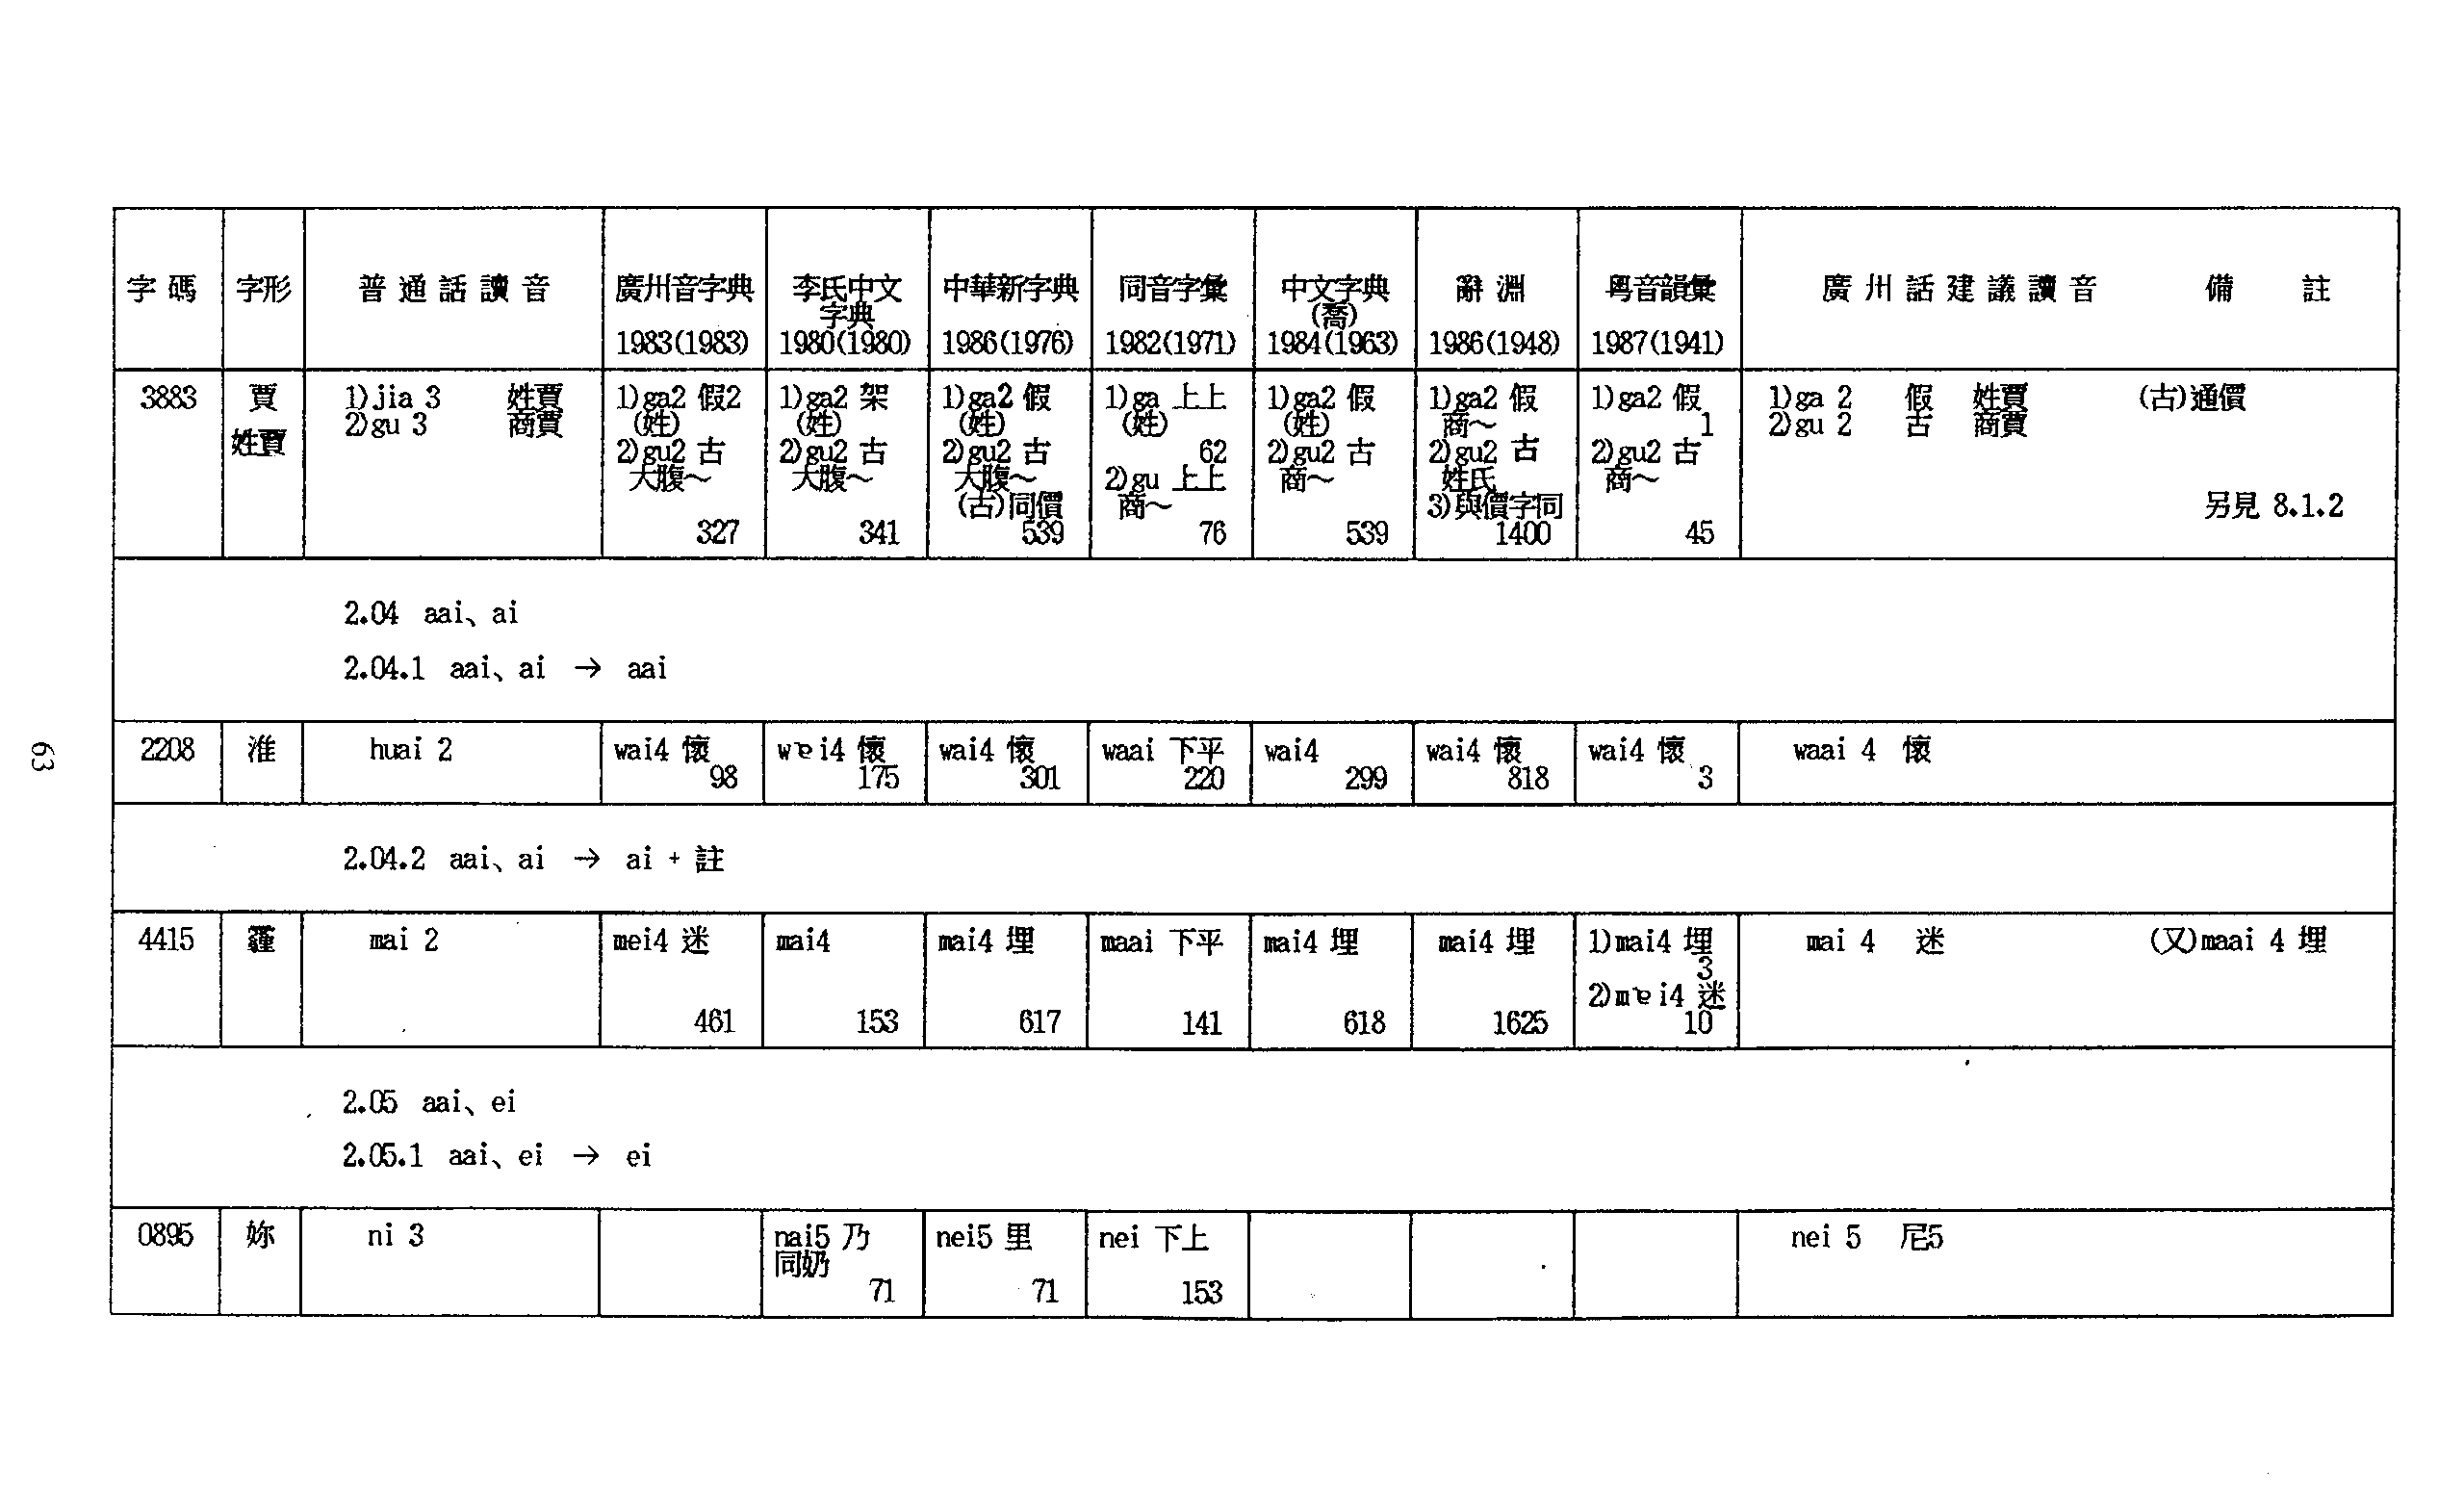 字碼 字形 普通話讀音 廣州音字典 1983(1983) 李氏中文字典 1980(1980) 中華新字典 1986(1976) 同音字彙 1982(1971) 中文字典(喬) 1984(1963) 辭淵 1986(1948) 粵音韻彙 1987(1941) 廣州話建議讀音 備註
3883 賈 姓賈 1)jia 3 姓賈 2)gu 3 商賈 1)ga2 假2 (姓) 2)gu2 古 大腹～ 327 1)ga2 架 (姓) 2)gu2 古 大腹～ 341 1)ga2 假 (姓) 2)gu2 古 大腹～ (古)同價 539 1)ga 上上 (姓) 62 2)gu 上上 商～ 76 1)ga2 假 (姓) 2)gu2 古 商～ 539 1)ga2 假 商～ 2)gu2 古 姓氏 3)與價字同 1400 1)ga2 假 1 2)gu2 古 商～ 45 1)ga 2 假 姓賈 2)gu 2 古 商賈 (古)通價 另見 8.1.2
2.04 aai、ai
2.04.1 aai、ai → aai
2208 淮 huai 2 wai4 懷 98 wɐi4 懷 175 wai4 懷 301 waai 下平 220 wai4 299 wai4 懷 818 wai4 懷 3 waai 4 懷
2.04.2 aai、ai → ai + 註
4415 霾 mai 2 mei4 迷 461 mai4 153 mai4 埋 617 maai 下平 141 mai4 埋 618 mai4 埋 1625 1)mai4 埋 3 2)mɐi4 迷 10 mai 4 迷 (又)maai 4 埋
2.05 aai、ei
2.05.1 aai、ei → ei
0895 妳 ni 3 nai5 乃 同奶 71 nei5 里 71 nei 下上 153 nei 5 尼5
63